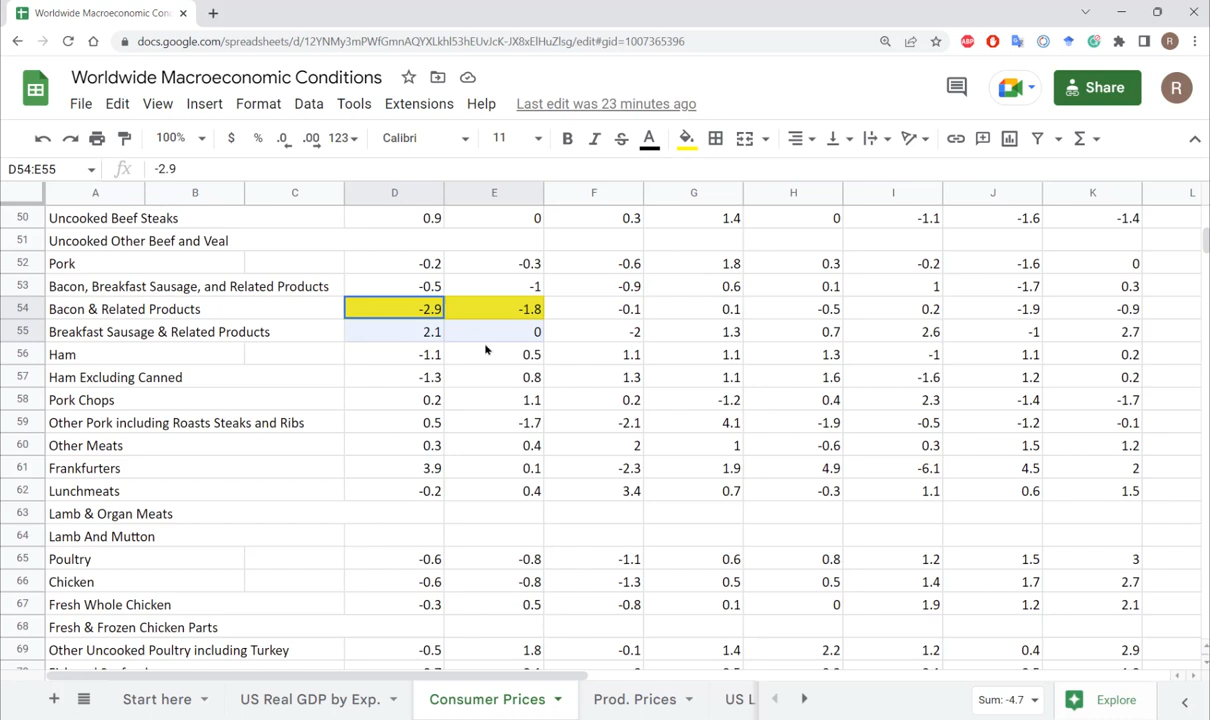 Worldwide Macroeconomic Con
docs.google.com/spreadsheets/d/12YNMy3mPWfGmnAQYXLkhl53hEUvJcK-JX8xElHuZlsg/edit#gid=1007365396
ABP
R
Worldwide Macroeconomic Conditions
Share
R
File Edit View Insert Format Data Tools Extensions Help Last edit was 23 minutes ago
100% $ % .0 .00 123 Calibri 11 B I S A
D54:E55 fx -2.9
A B C D E F G H I J K L
50 Uncooked Beef Steaks 0.9 0 0.3 1.4 0 -1.1 -1.6 -1.4
51 Uncooked Other Beef and Veal
52 Pork -0.2 -0.3 -0.6 1.8 0.3 -0.2 -1.6 0
53 Bacon, Breakfast Sausage, and Related Products -0.5 -1 -0.9 0.6 0.1 1 -1.7 0.3
54 Bacon & Related Products -2.9 -1.8 -0.1 0.1 -0.5 0.2 -1.9 -0.9
55 Breakfast Sausage & Related Products 2.1 0 -2 1.3 0.7 2.6 -1 2.7
56 Ham -1.1 0.5 1.1 1.1 1.3 -1 1.1 0.2
57 Ham Excluding Canned -1.3 0.8 1.3 1.1 1.6 -1.6 1.2 0.2
58 Pork Chops 0.2 1.1 0.2 -1.2 0.4 2.3 -1.4 -1.7
59 Other Pork including Roasts Steaks and Ribs 0.5 -1.7 -2.1 4.1 -1.9 -0.5 -1.2 -0.1
60 Other Meats 0.3 0.4 2 1 -0.6 0.3 1.5 1.2
61 Frankfurters 3.9 0.1 -2.3 1.9 4.9 -6.1 4.5 2
62 Lunchmeats -0.2 0.4 3.4 0.7 -0.3 1.1 0.6 1.5
63 Lamb & Organ Meats
64 Lamb And Mutton
65 Poultry -0.6 -0.8 -1.1 0.6 0.8 1.2 1.5 3
66 Chicken -0.6 -0.8 -1.3 0.5 0.5 1.4 1.7 2.7
67 Fresh Whole Chicken -0.3 0.5 -0.8 0.1 0 1.9 1.2 2.1
68 Fresh & Frozen Chicken Parts
69 Other Uncooked Poultry including Turkey -0.5 1.8 -0.1 1.4 2.2 1.2 0.4 2.9
Start here US Real GDP by Exp. Consumer Prices Prod. Prices US L Sum: -4.7 Explore